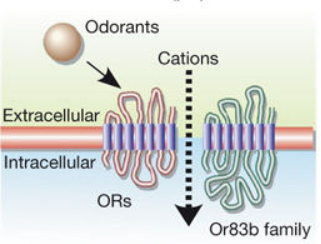 Odorants
Cations
Extracellular
Intracellular
ORs
Or83b family